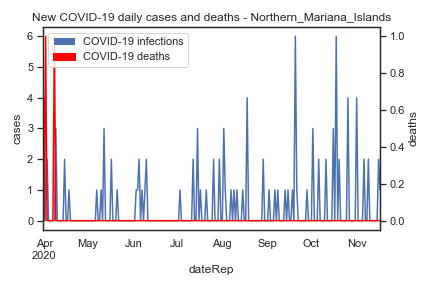 New COVID-19 daily cases and deaths - Northern_Mariana_Islands
COVID-19 infections
COVID-19 deaths
cases
6
5
4
3
2
1
0
deaths
1.0
0.8
0.6
0.4
0.2
0.0
Apr May Jun Jul Aug Sep Oct Nov
2020
dateRep